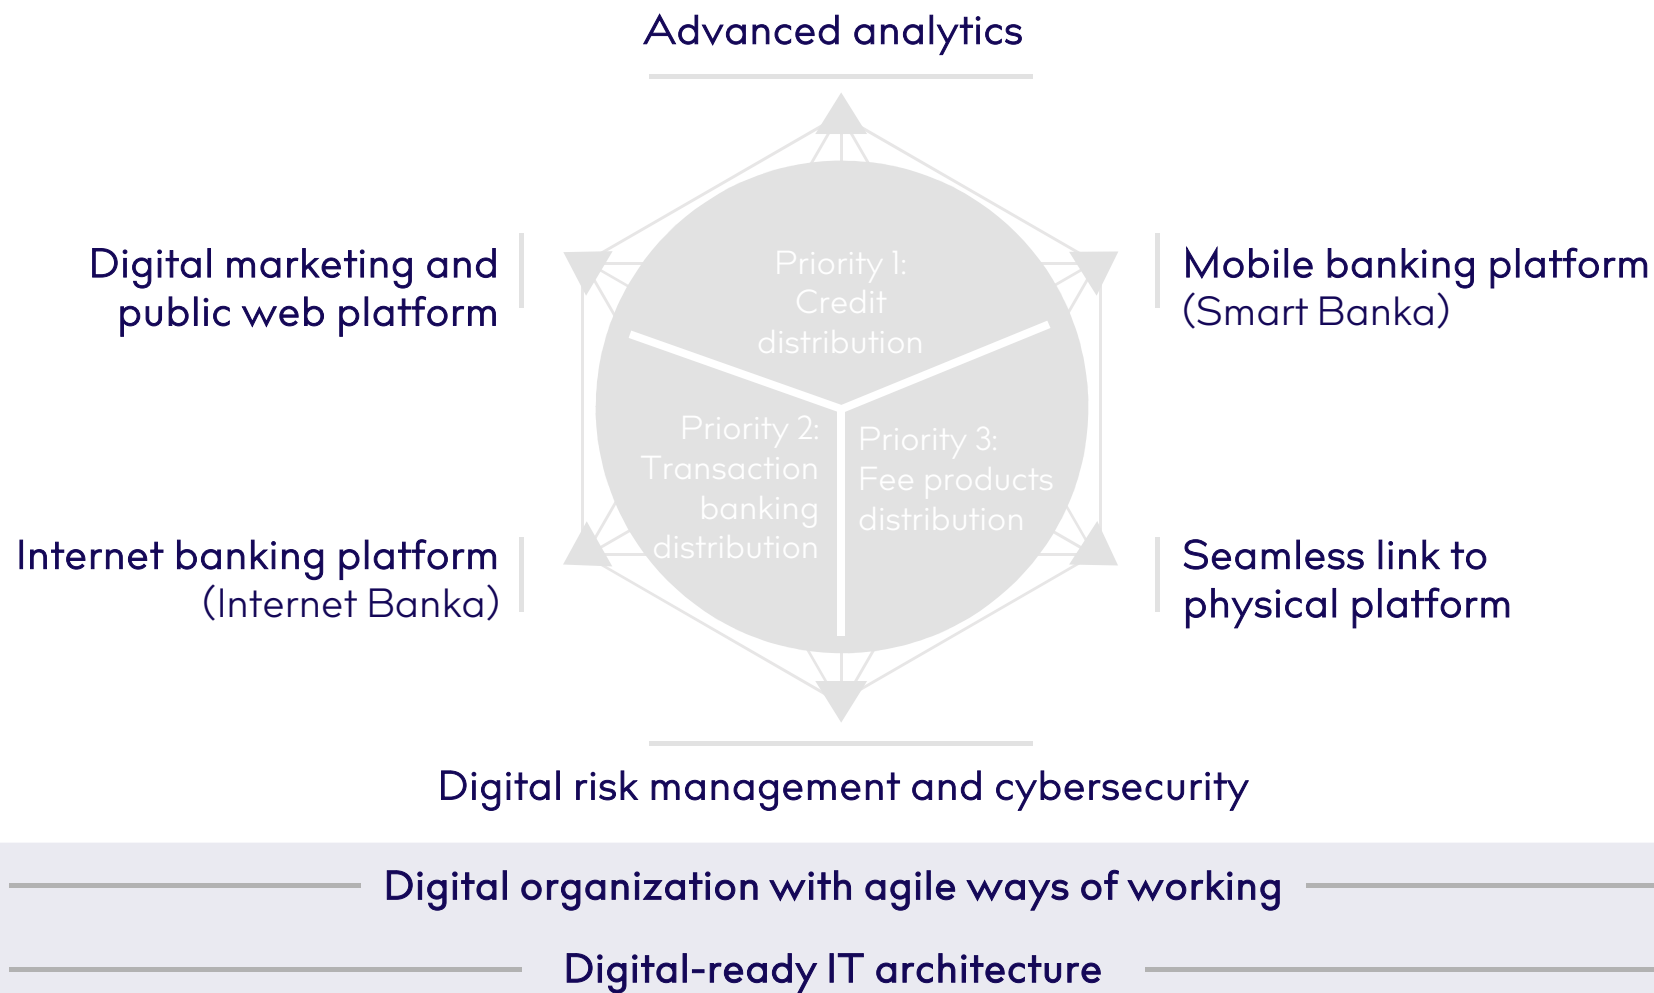 Advanced analytics
Digital marketing and
public web platform
Mobile banking platform
(Smart Banka)
Priority 1:
Credit
distribution
Priority 2:
Transaction
banking
distribution
Priority 3:
Fee products
distribution
Internet banking platform
(Internet Banka)
Seamless link to
physical platform
Digital risk management and cybersecurity
Digital organization with agile ways of working
Digital-ready IT architecture